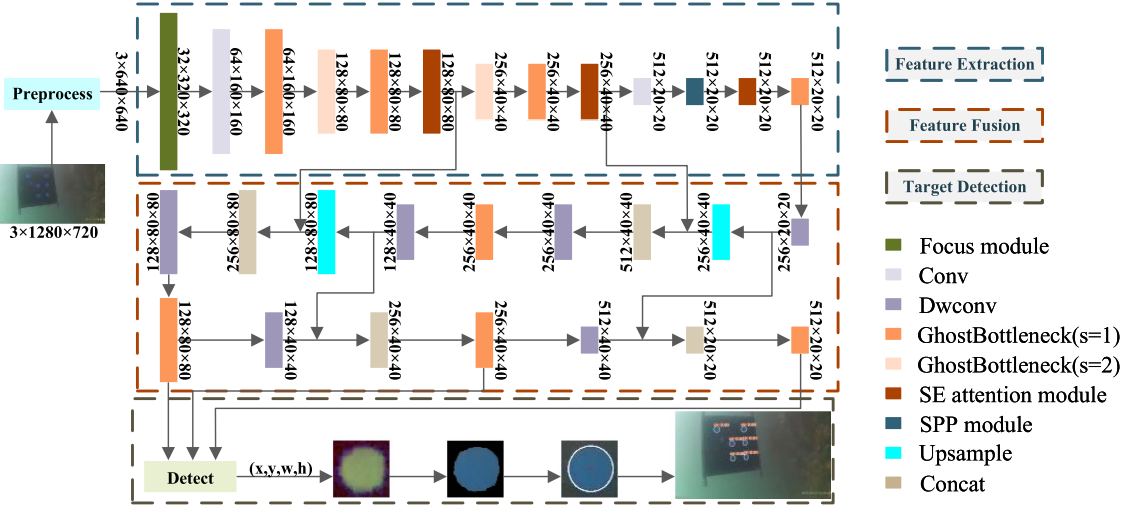 Preprocess
3×1280×720
3×640×640
32×320×320
64×160×160
64×160×160
128×80×80
128×80×80
128×80×80
256×40×40
256×40×40
256×40×40
512×20×20
512×20×20
512×20×20
512×20×20
128×80×80
256×80×80
128×80×80
128×40×40
256×40×40
256×40×40
512×40×40
256×40×40
256×20×20
128×80×80
128×40×40
256×40×40
256×40×40
512×40×40
512×20×20
512×20×20
Detect
(x,y,w,h)
Feature Extraction
Feature Fusion
Target Detection
Focus module
Conv
Dwconv
GhostBottleneck(s=1)
GhostBottleneck(s=2)
SE attention module
SPP module
Upsample
Concat